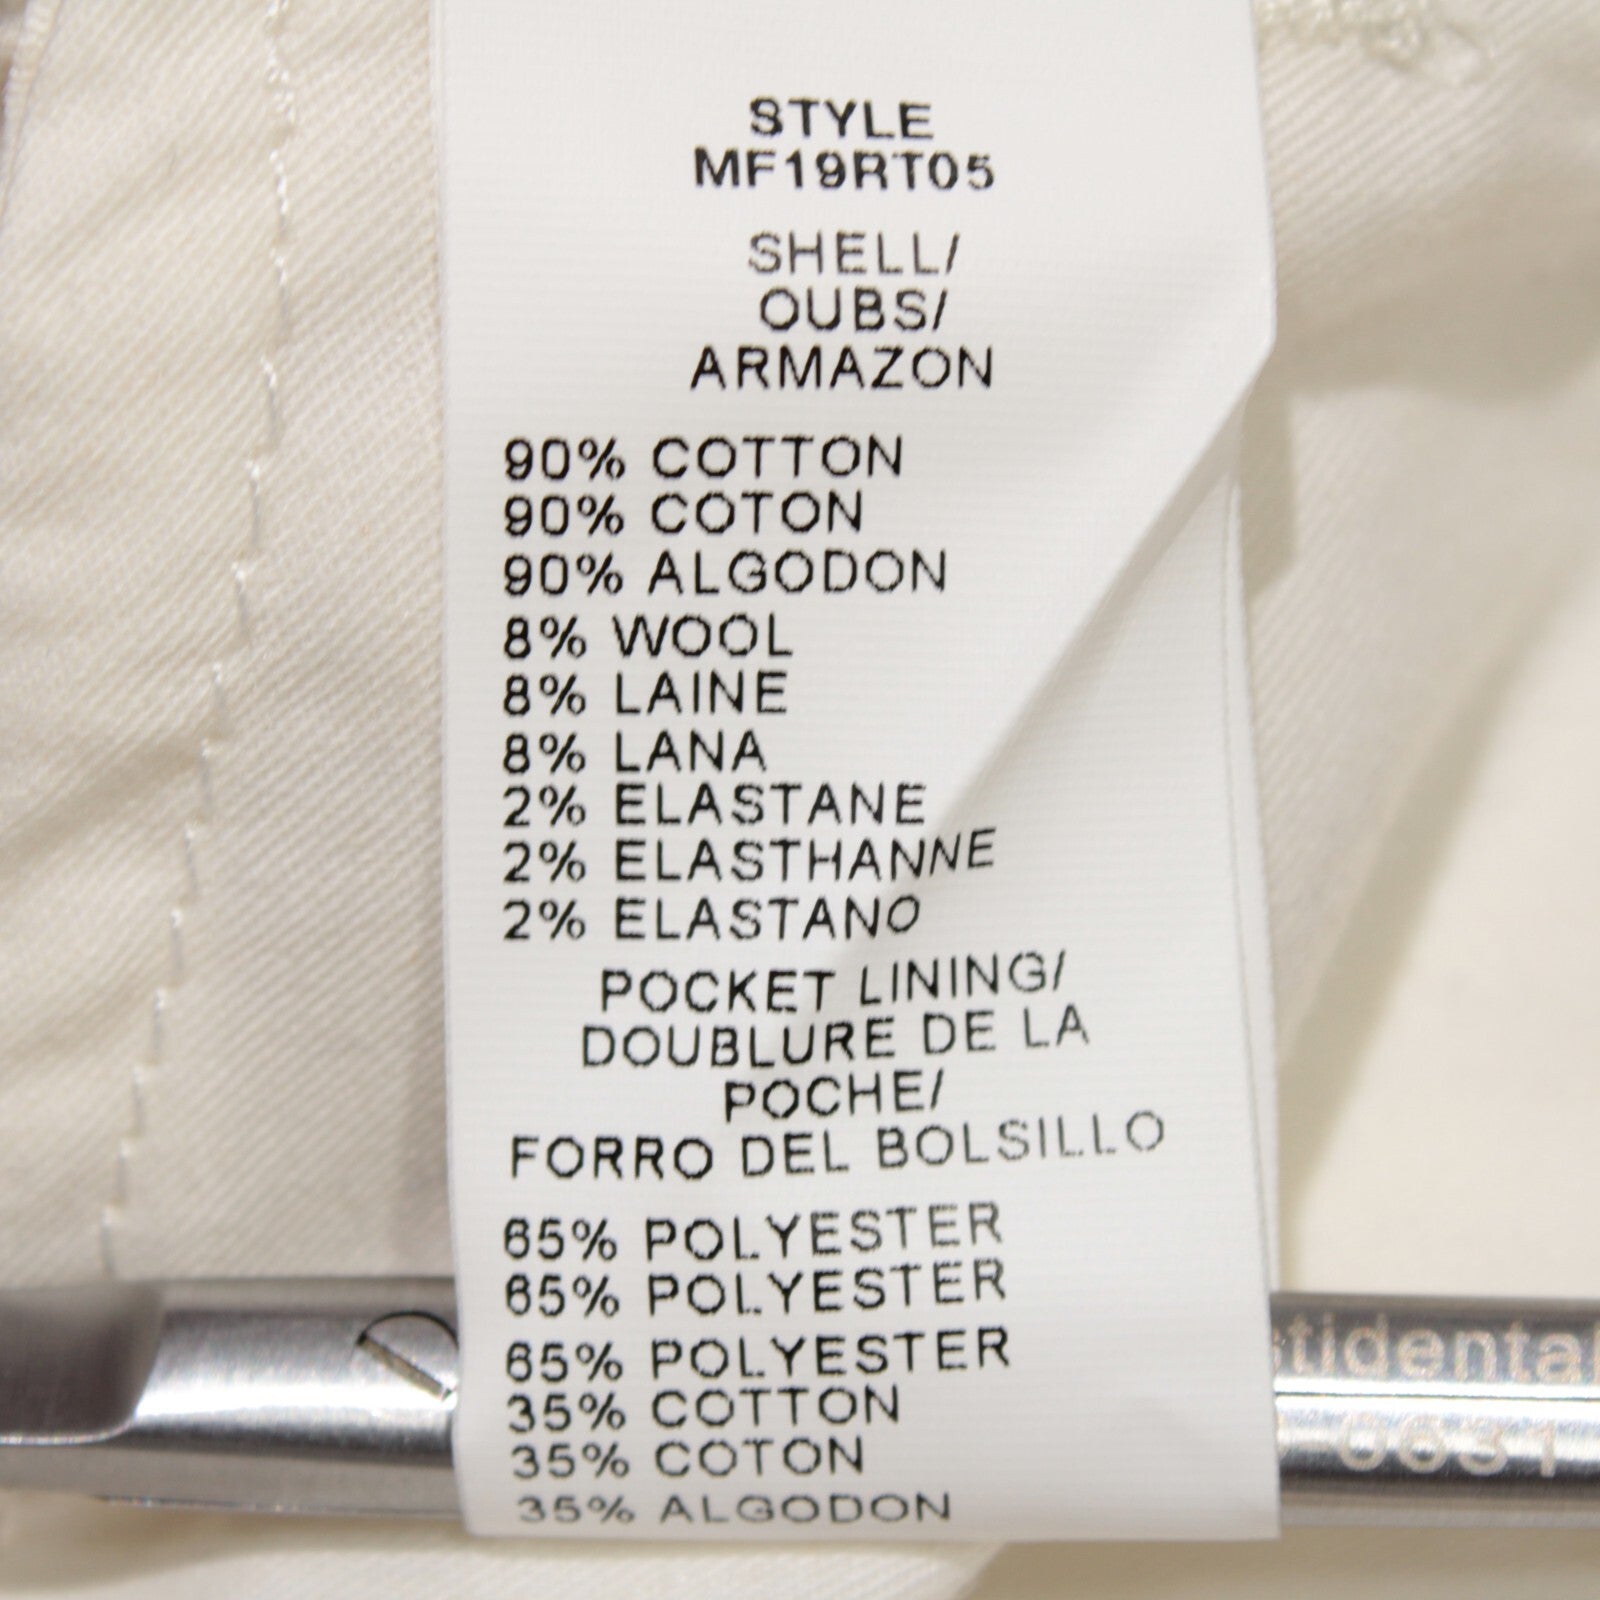 STYLE
MF19RT05
SHELL/
OUBS/
ARMAZON
90% COTTON
90% COTON
90% ALGODON
8% WOOL
8% LAINE
8% LANA
2% ELASTANE
2% ELASTHANNE
2% ELASTANO
POCKET LINING/
DOUBLURE DE LA
POCHE/
FORRO DEL BOLSILLO
65% POLYESTER
65% POLYESTER
65% POLYESTER
35% COTTON
35% COTON
35% ALGODON